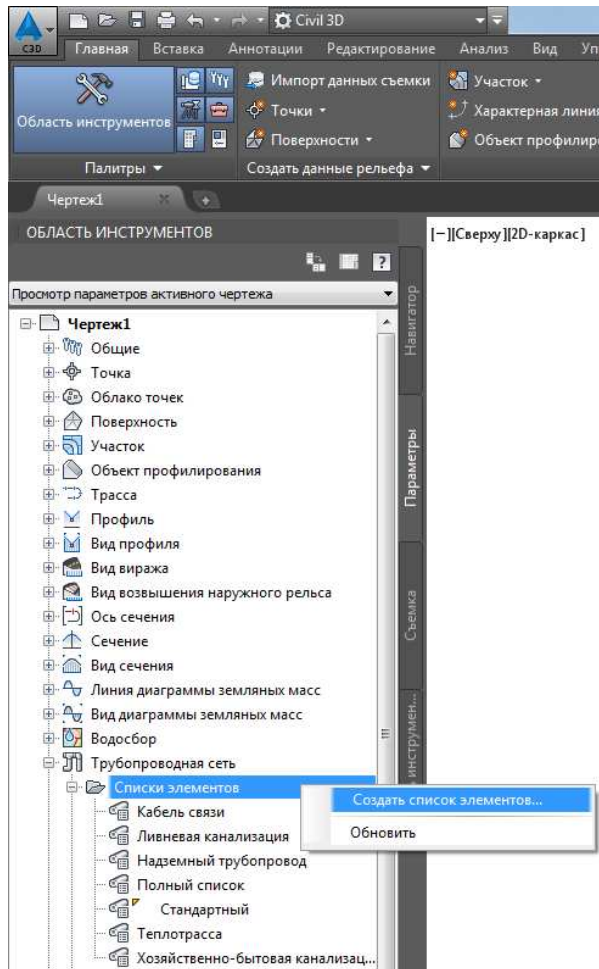 C3D
Civil 3D
Главная Вставка Аннотации Редактирование Анализ Вид Уп
Область инструментов
Импорт данных съемки
Точки
Поверхности
Участок
Характерная линия
Объект профилиро
Палитры
Создать данные рельефа
Чертеж1
ОБЛАСТЬ ИНСТРУМЕНТОВ
[−][Сверху][2D-каркас]
Просмотр параметров активного чертежа
Чертеж1
Общие
Точка
Облако точек
Поверхность
Участок
Объект профилирования
Трасса
Профиль
Вид профиля
Вид виража
Вид возвышения наружного рельса
Ось сечения
Сечение
Вид сечения
Линия диаграммы земляных масс
Вид диаграммы земляных масс
Водосбор
Трубопроводная сеть
Списки элементов
Кабель связи
Ливневая канализация
Надземный трубопровод
Полный список
Стандартный
Теплотрасса
Хозяйственно-бытовая канализац...
Создать список элементов...
Обновить
Навигатор
Параметры
Съемка
инструмен...